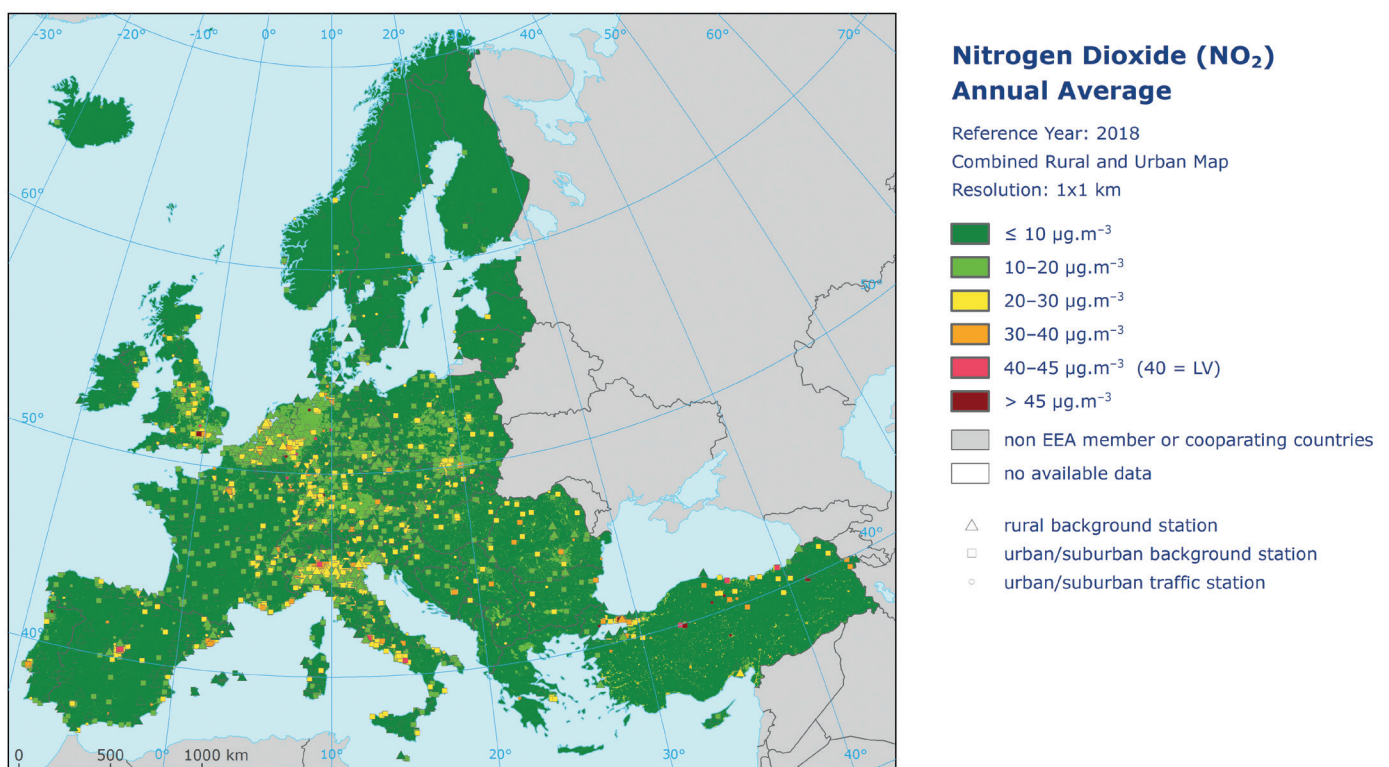 -30°
-20°
-10°
0°
10°
20°
30°
40°
50°
60°
70°
60°
50°
50°
40°
40°
0
500
1000 km
0°
10°
20°
30°
40°
Nitrogen Dioxide (NO₂)
Annual Average
Reference Year: 2018
Combined Rural and Urban Map
Resolution: 1x1 km
≤ 10 µg.m⁻³
10–20 µg.m⁻³
20–30 µg.m⁻³
30–40 µg.m⁻³
40–45 µg.m⁻³ (40 = LV)
> 45 µg.m⁻³
non EEA member or cooparating countries
no available data
rural background station
urban/suburban background station
urban/suburban traffic station